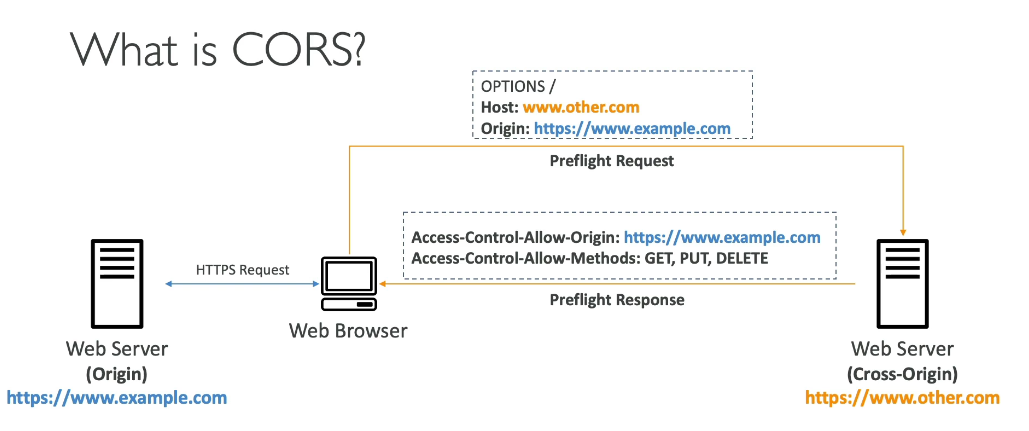 What is CORS?
OPTIONS /
Host: www.other.com
Origin: https://www.example.com
Preflight Request
Access-Control-Allow-Origin: https://www.example.com
Access-Control-Allow-Methods: GET, PUT, DELETE
HTTPS Request
Preflight Response
Web Browser
Web Server
(Origin)
https://www.example.com
Web Server
(Cross-Origin)
https://www.other.com